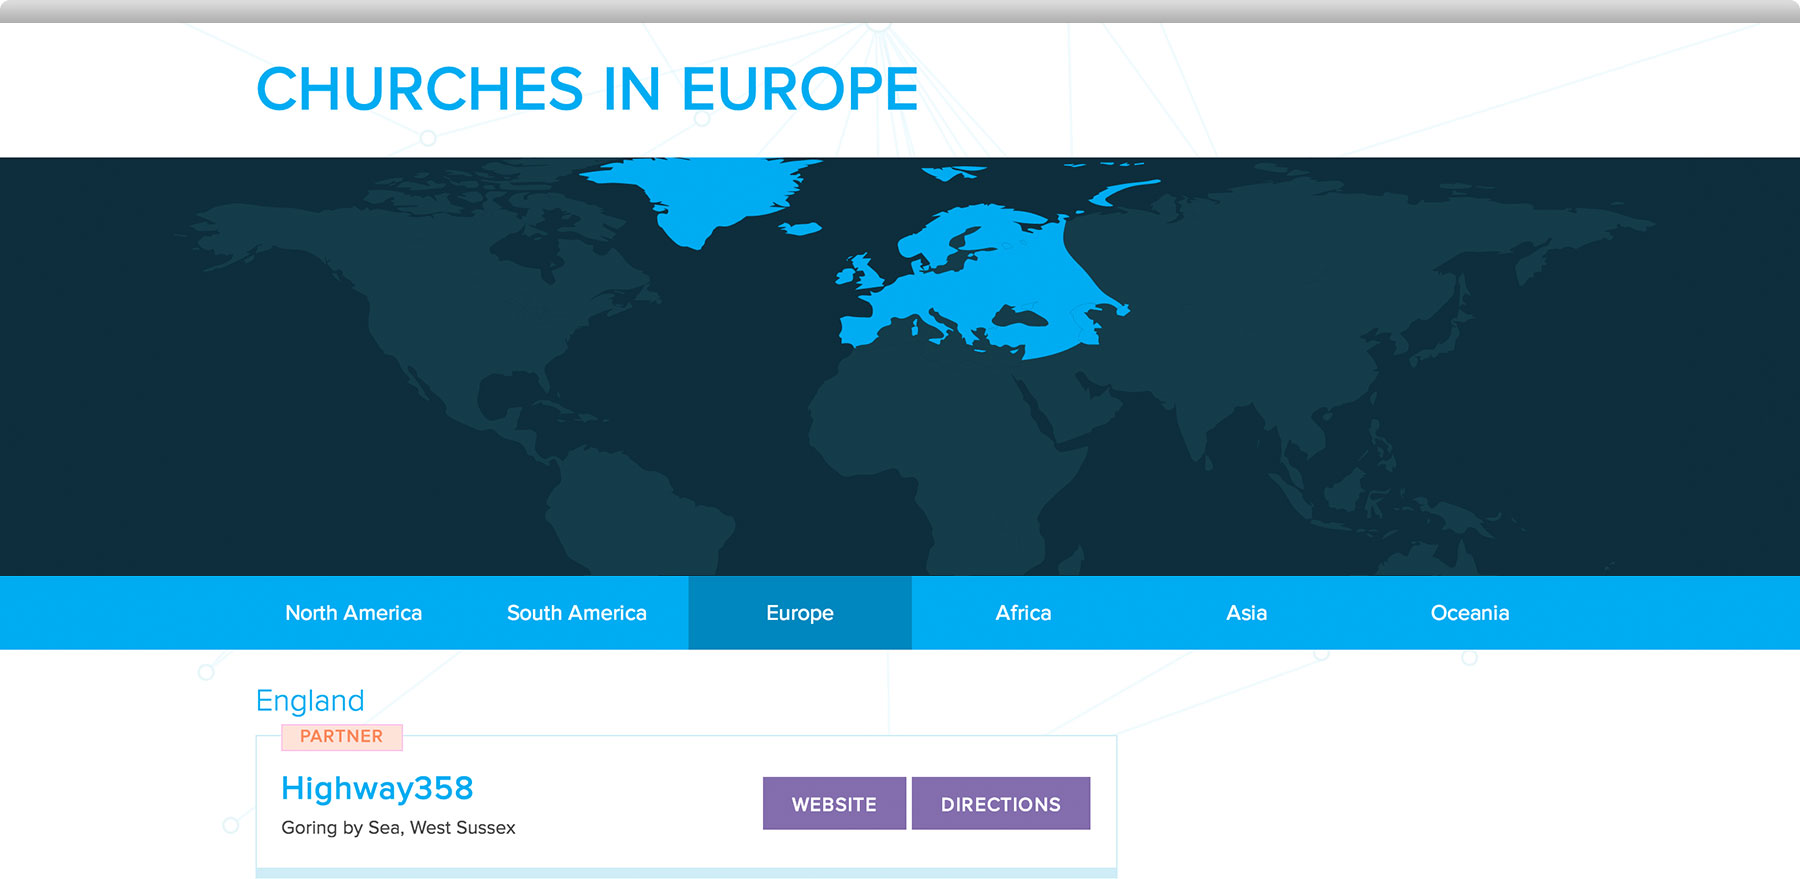 CHURCHES IN EUROPE
North America South America Europe Africa Asia Oceania
England
PARTNER
Highway358
Goring by Sea, West Sussex
WEBSITE DIRECTIONS